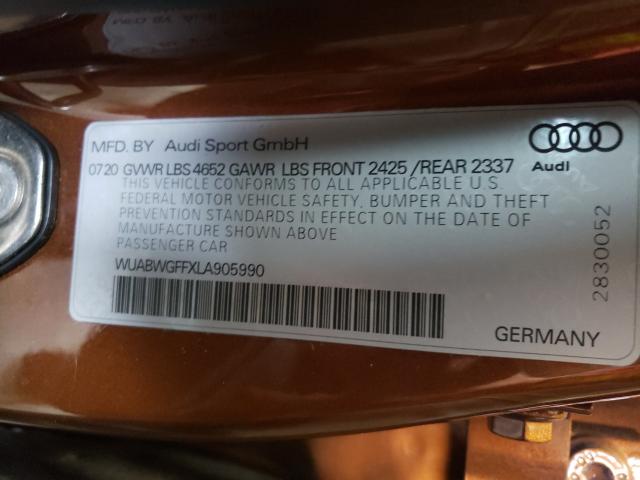 MFD. BY Audi Sport GmbH
0720 GVWR LBS 4652 GAWR LBS FRONT 2425 /REAR 2337
Audi
THIS VEHICLE CONFORMS TO ALL APPLICABLE U.S.
FEDERAL MOTOR VEHICLE SAFETY, BUMPER AND THEFT
PREVENTION STANDARDS IN EFFECT ON THE DATE OF
MANUFACTURE SHOWN ABOVE
PASSENGER CAR
WUABWGFFXLA905990
2830052
GERMANY